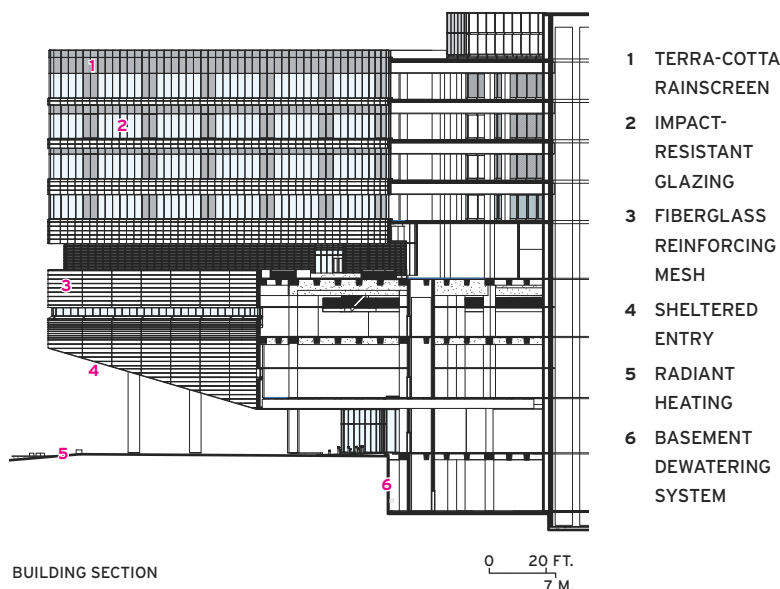 1
2
3
4
5
6
1 TERRA-COTTA
RAINSCREEN
2 IMPACT-
RESISTANT
GLAZING
3 FIBERGLASS
REINFORCING
MESH
4 SHELTERED
ENTRY
5 RADIANT
HEATING
6 BASEMENT
DEWATERING
SYSTEM
BUILDING SECTION
0 20 FT.
7 M.